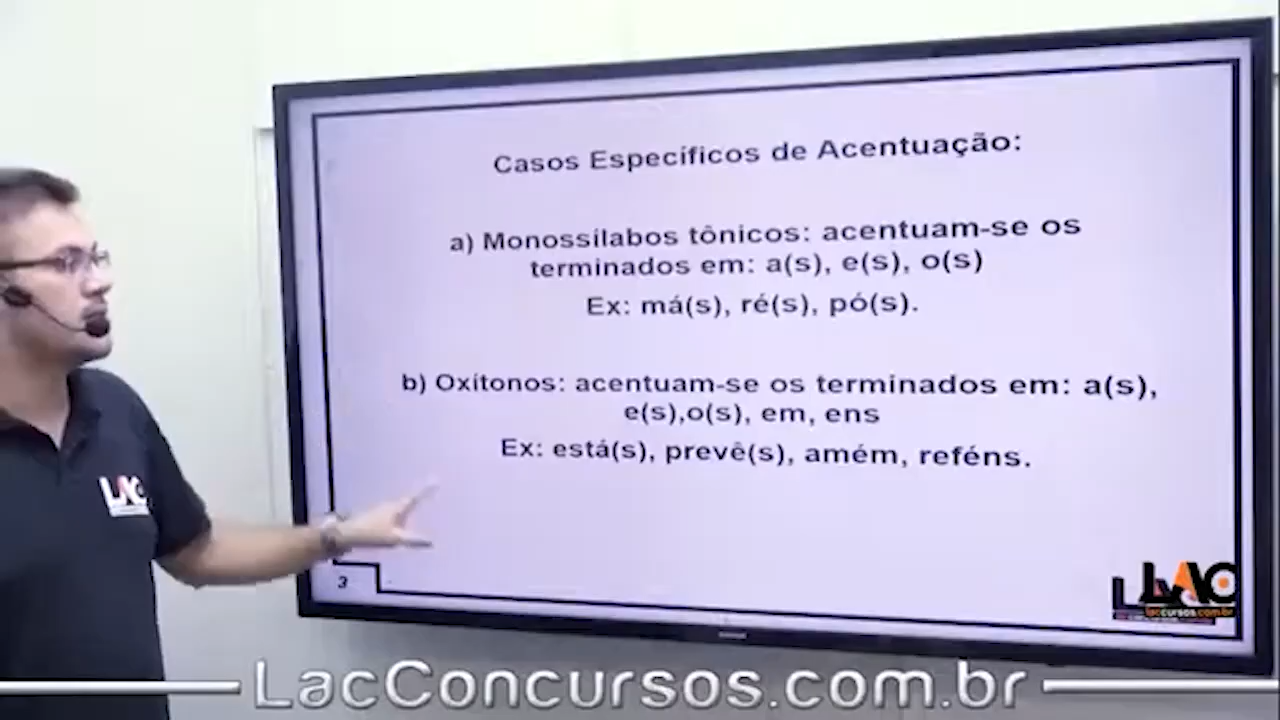 Casos Específicos de Acentuação:
a) Monossílabos tônicos: acentuam-se os
terminados em: a(s), e(s), o(s)
Ex: má(s), ré(s), pó(s).
b) Oxítonos: acentuam-se os terminados em: a(s),
e(s),o(s), em, ens
Ex: está(s), prevê(s), amém, reféns.
LAC
3
LAC
laccursos.com.br
LacConcursos.com.br